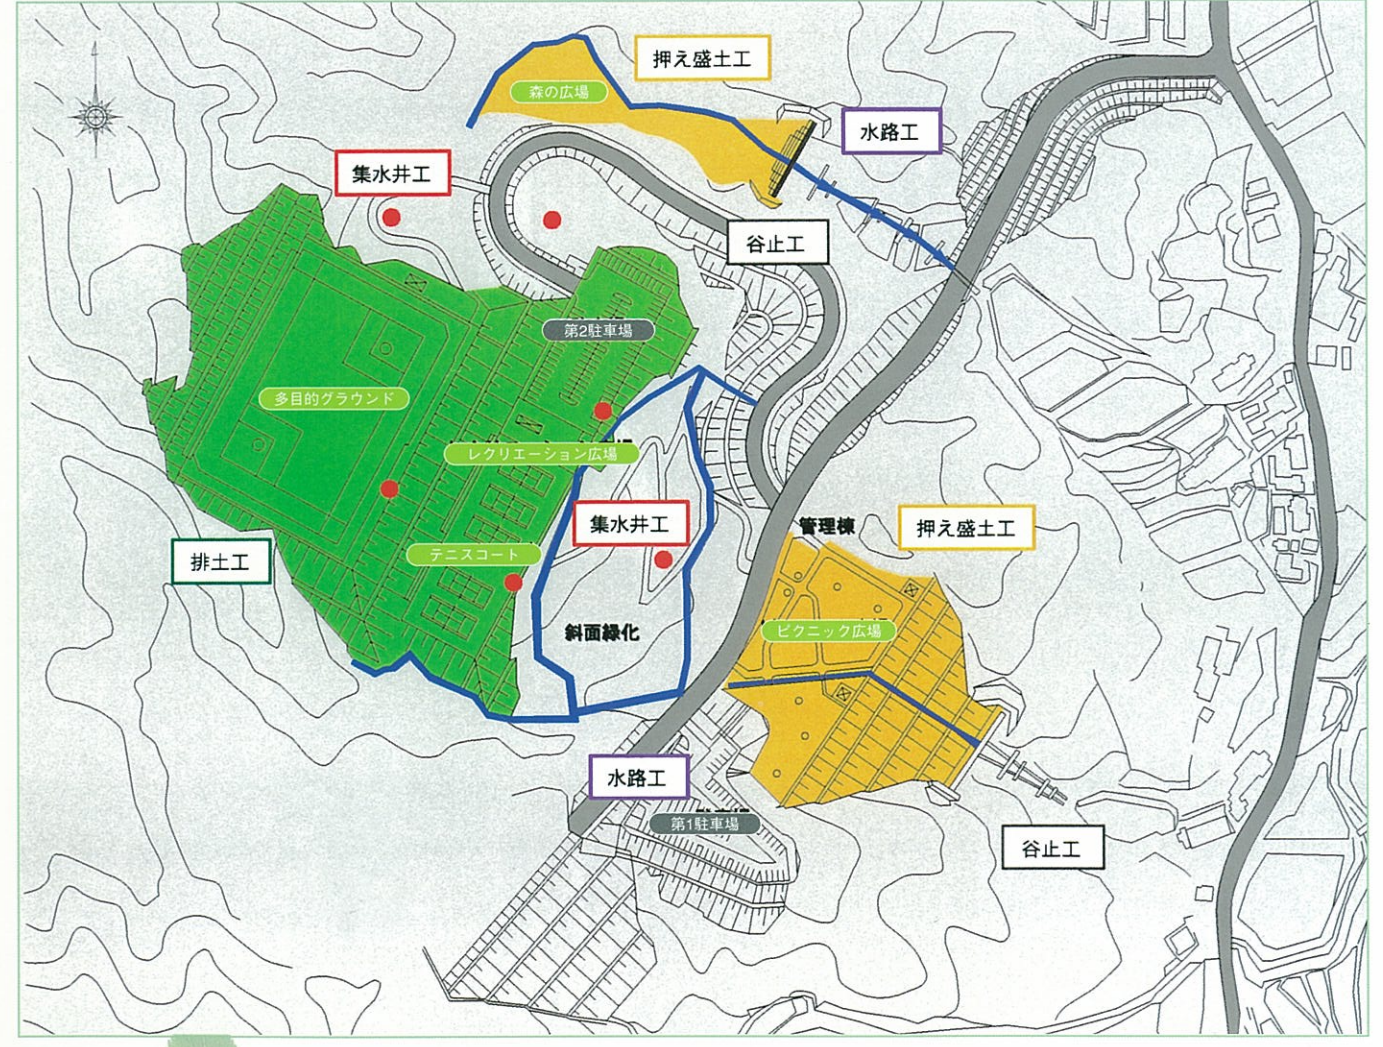 押え盛土工
森の広場
水路工
集水井工
谷止工
第2駐車場
多目的グラウンド
レクリエーション広場
集水井工
管理棟
押え盛土工
排土工
テニスコート
斜面緑化
ピクニック広場
水路工
第1駐車場
谷止工